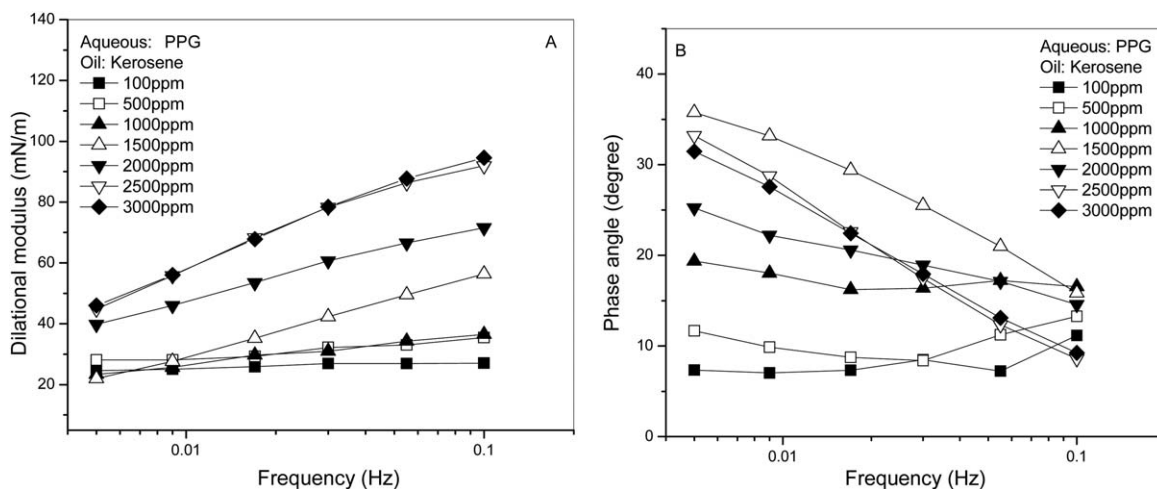 140
120
100
80
60
40
20
Dilational modulus (mN/m)
Aqueous: PPG
Oil: Kerosene
100ppm
500ppm
1000ppm
1500ppm
2000ppm
2500ppm
3000ppm
A
0.01
0.1
Frequency (Hz)
40
30
20
10
0
Phase angle (degree)
B
Aqueous: PPG
Oil: Kerosene
100ppm
500ppm
1000ppm
1500ppm
2000ppm
2500ppm
3000ppm
0.01
0.1
Frequency (Hz)